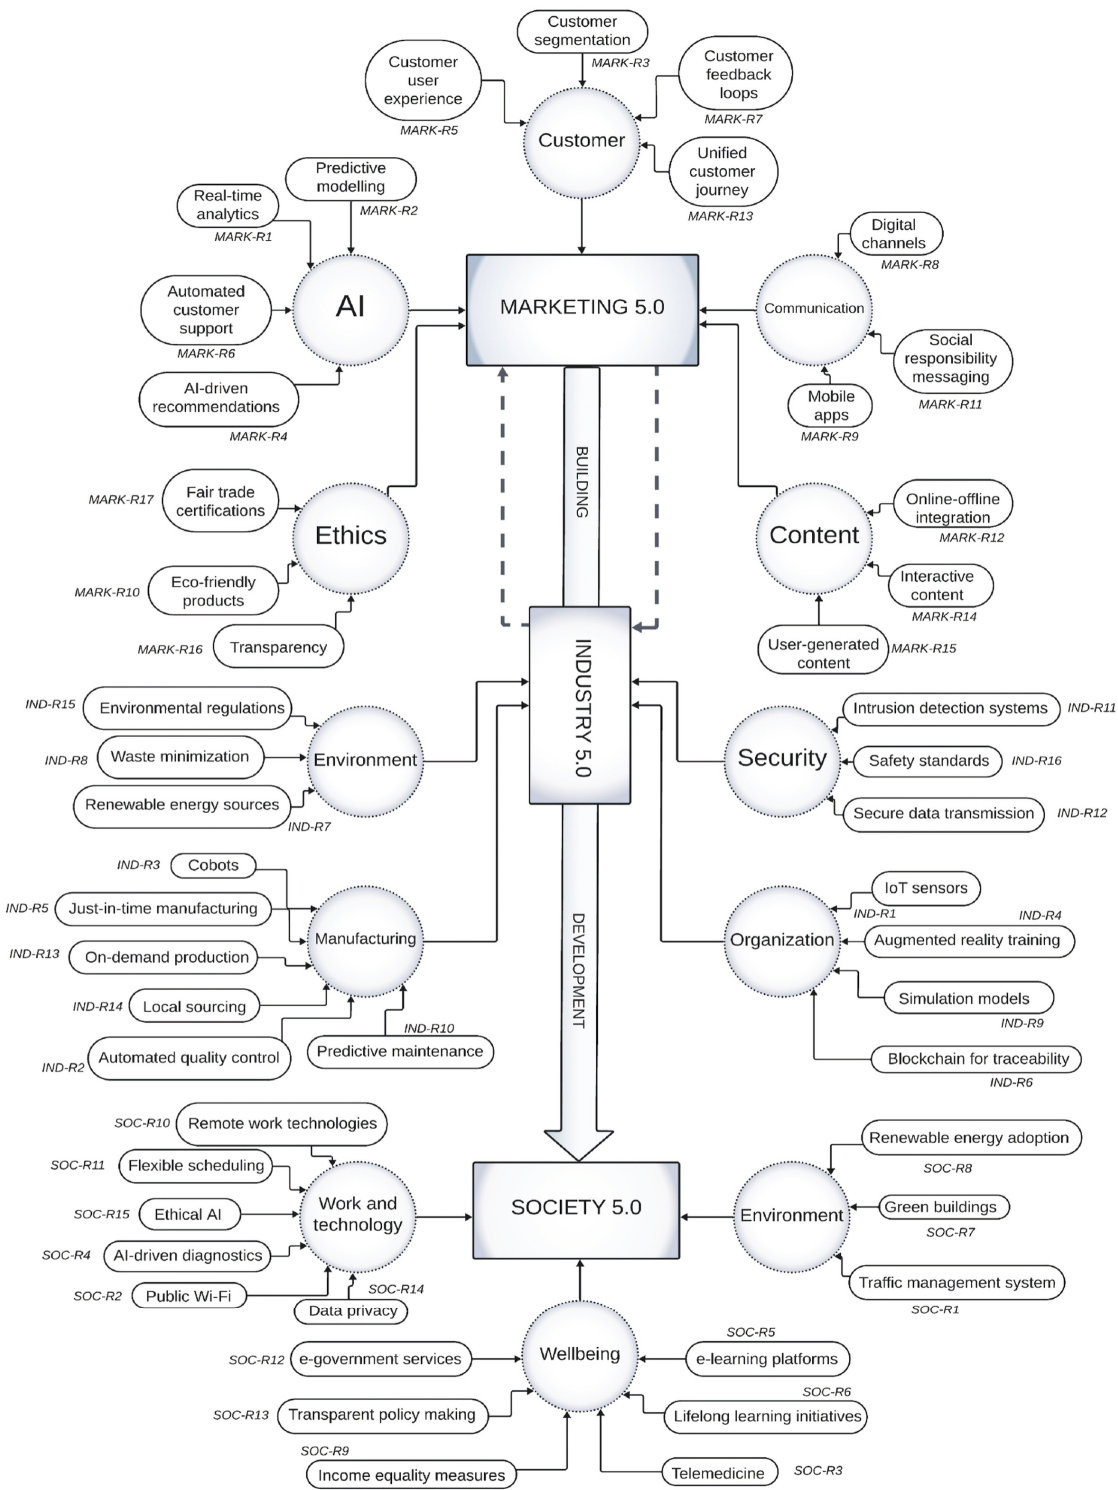 Customer
segmentation
MARK-R3
Customer
user
experience
MARK-R5
Customer
feedback
loops
MARK-R7
Customer
Unified
customer
journey
MARK-R13
Predictive
modelling
MARK-R2
Real-time
analytics
MARK-R1
Automated
customer
support
MARK-R6
AI-driven
recommendations
MARK-R4
AI
MARKETING 5.0
Digital
channels
MARK-R8
Communication
Social
responsibility
messaging
MARK-R11
Mobile
apps
MARK-R9
BUILDING
MARK-R17
Fair trade
certifications
Ethics
MARK-R10
Eco-friendly
products
MARK-R16
Transparency
Content
Online-offline
integration
MARK-R12
Interactive
content
MARK-R14
User-generated
content
MARK-R15
INDUSTRY 5.0
IND-R15
Environmental regulations
IND-R8
Waste minimization
Environment
Renewable energy sources
IND-R7
Security
Intrusion detection systems
IND-R11
Safety standards
IND-R16
Secure data transmission
IND-R12
IND-R3
Cobots
IND-R5
Just-in-time manufacturing
Manufacturing
IND-R13
On-demand production
IND-R14
Local sourcing
IND-R2
Automated quality control
IND-R10
Predictive maintenance
DEVELOPMENT
Organization
IoT sensors
IND-R1
IND-R4
Augmented reality training
Simulation models
IND-R9
Blockchain for traceability
IND-R6
SOC-R10
Remote work technologies
SOC-R11
Flexible scheduling
SOC-R15
Ethical AI
Work and
technology
SOC-R4
AI-driven diagnostics
SOC-R2
Public Wi-Fi
SOC-R14
Data privacy
SOCIETY 5.0
Environment
Renewable energy adoption
SOC-R8
Green buildings
SOC-R7
Traffic management system
SOC-R1
Wellbeing
SOC-R12
e-government services
SOC-R5
e-learning platforms
SOC-R13
Transparent policy making
SOC-R6
Lifelong learning initiatives
SOC-R9
Income equality measures
Telemedicine
SOC-R3